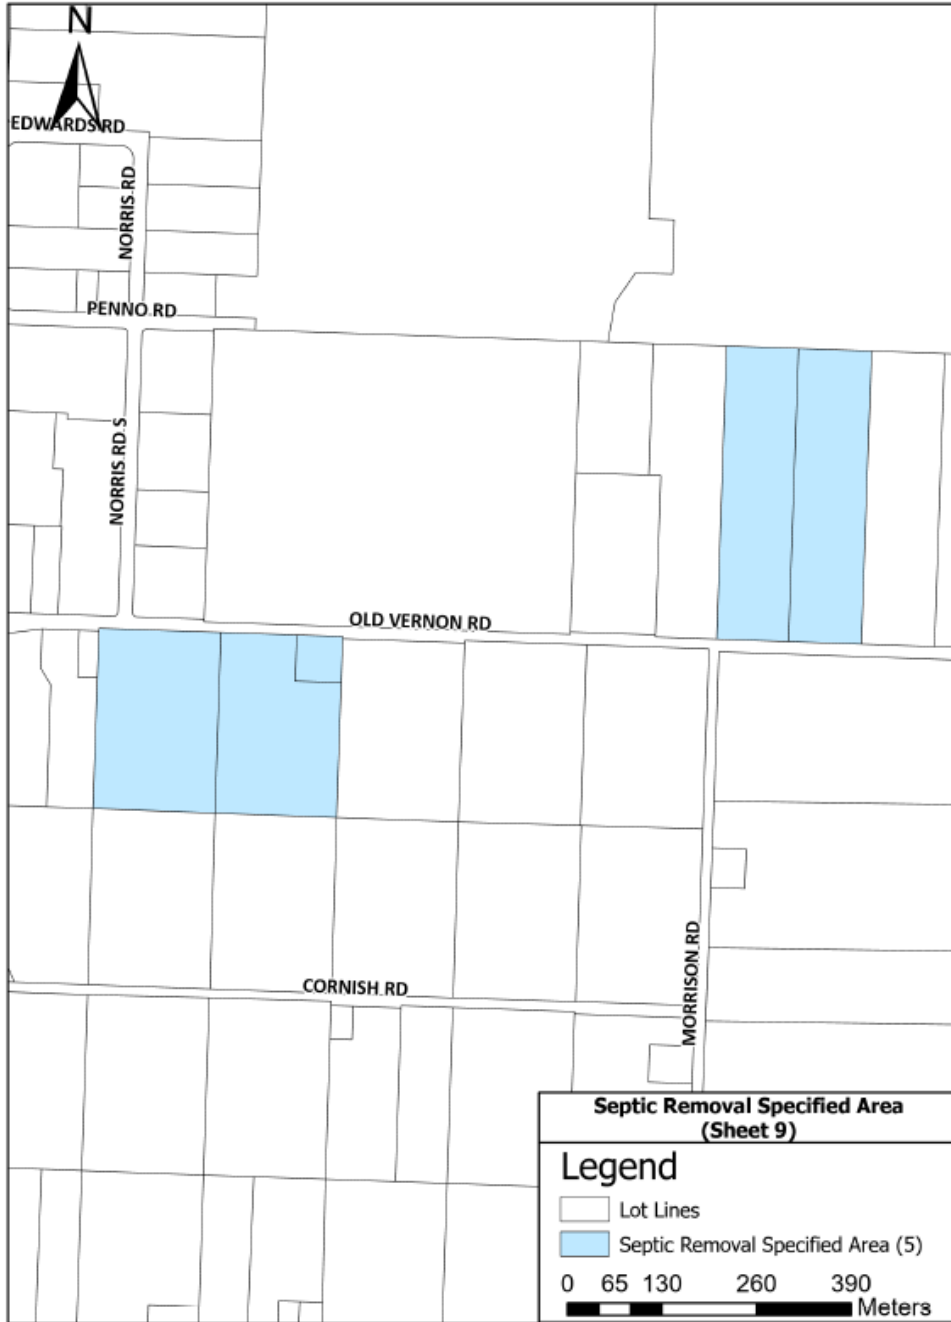 N
EDWARDS RD
NORRIS RD
PENNO RD
NORRIS RD S
OLD VERNON RD
CORNISH RD
MORRISON RD
Septic Removal Specified Area
(Sheet 9)
Legend
Lot Lines
Septic Removal Specified Area (5)
0 65 130 260 390
Meters